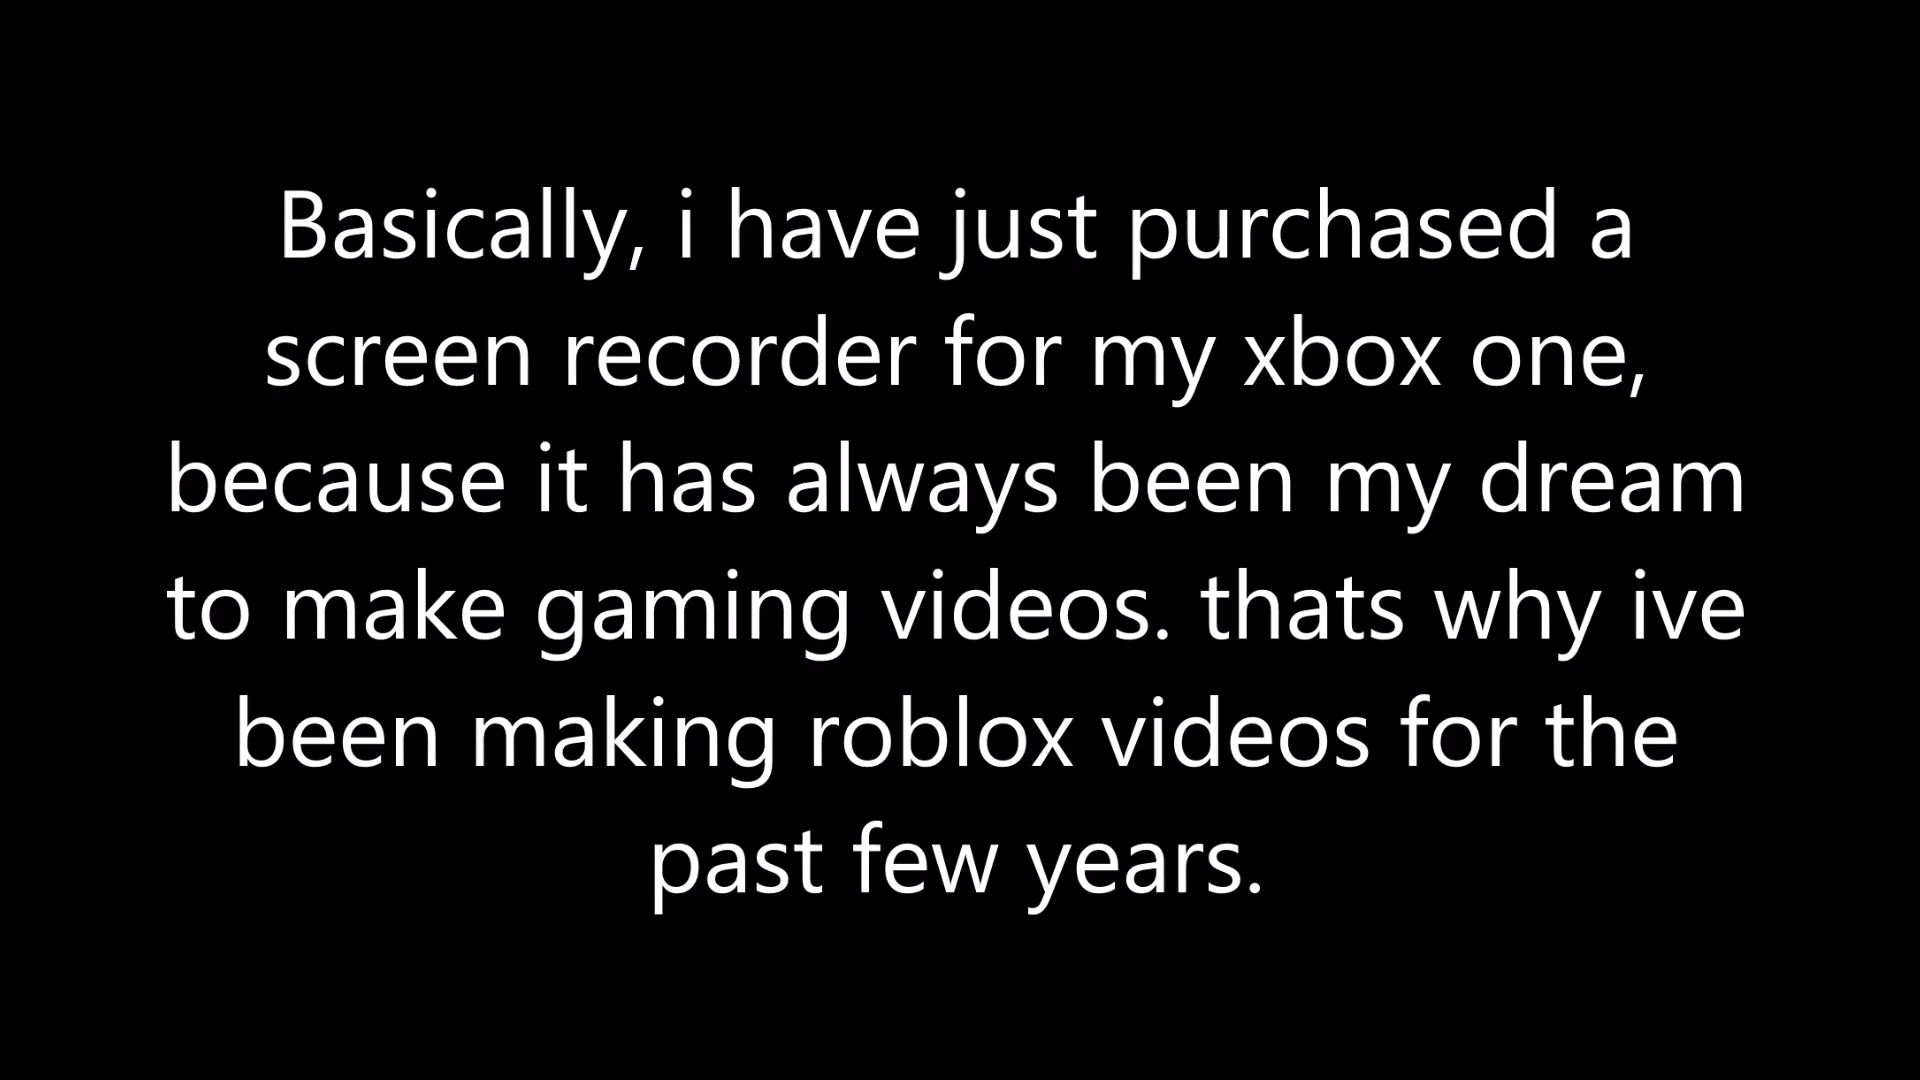 Basically, i have just purchased a
screen recorder for my xbox one,
because it has always been my dream
to make gaming videos. thats why ive
been making roblox videos for the
past few years.